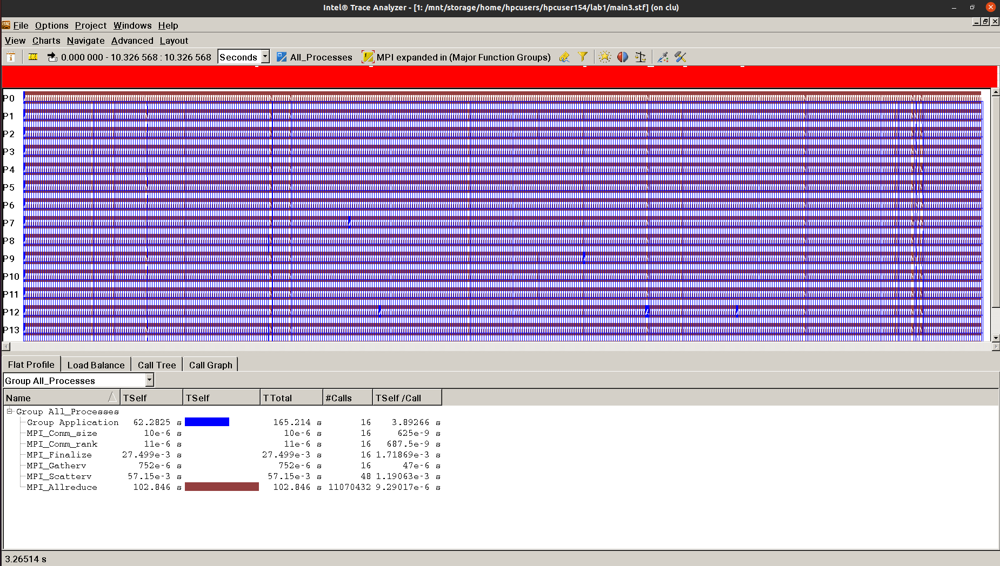 Intel® Trace Analyzer - [1: /mnt/storage/home/hpcusers/hpcuser154/lab1/main3.stf] (on clu)
File Options Project Windows Help
View Charts Navigate Advanced Layout
0.000 000 - 10.326 568 : 10.326 568 Seconds All_Processes MPI expanded in (Major Function Groups)
P0
P1
P2
P3
P4
P5
P6
P7
P8
P9
P10
P11
P12
P13
Flat Profile Load Balance Call Tree Call Graph
Group All_Processes
Name TSelf TSelf TTotal #Calls TSelf /Call
Group All_Processes
Group Application 62.2825 s 165.214 s 16 3.89266 s
MPI_Comm_size 10e-6 s 10e-6 s 16 625e-9 s
MPI_Comm_rank 11e-6 s 11e-6 s 16 687.5e-9 s
MPI_Finalize 27.499e-3 s 27.499e-3 s 16 1.71869e-3 s
MPI_Gatherv 752e-6 s 752e-6 s 16 47e-6 s
MPI_Scatterv 57.15e-3 s 57.15e-3 s 48 1.19063e-3 s
MPI_Allreduce 102.846 s 102.846 s 11070432 9.29017e-6 s
3.26514 s